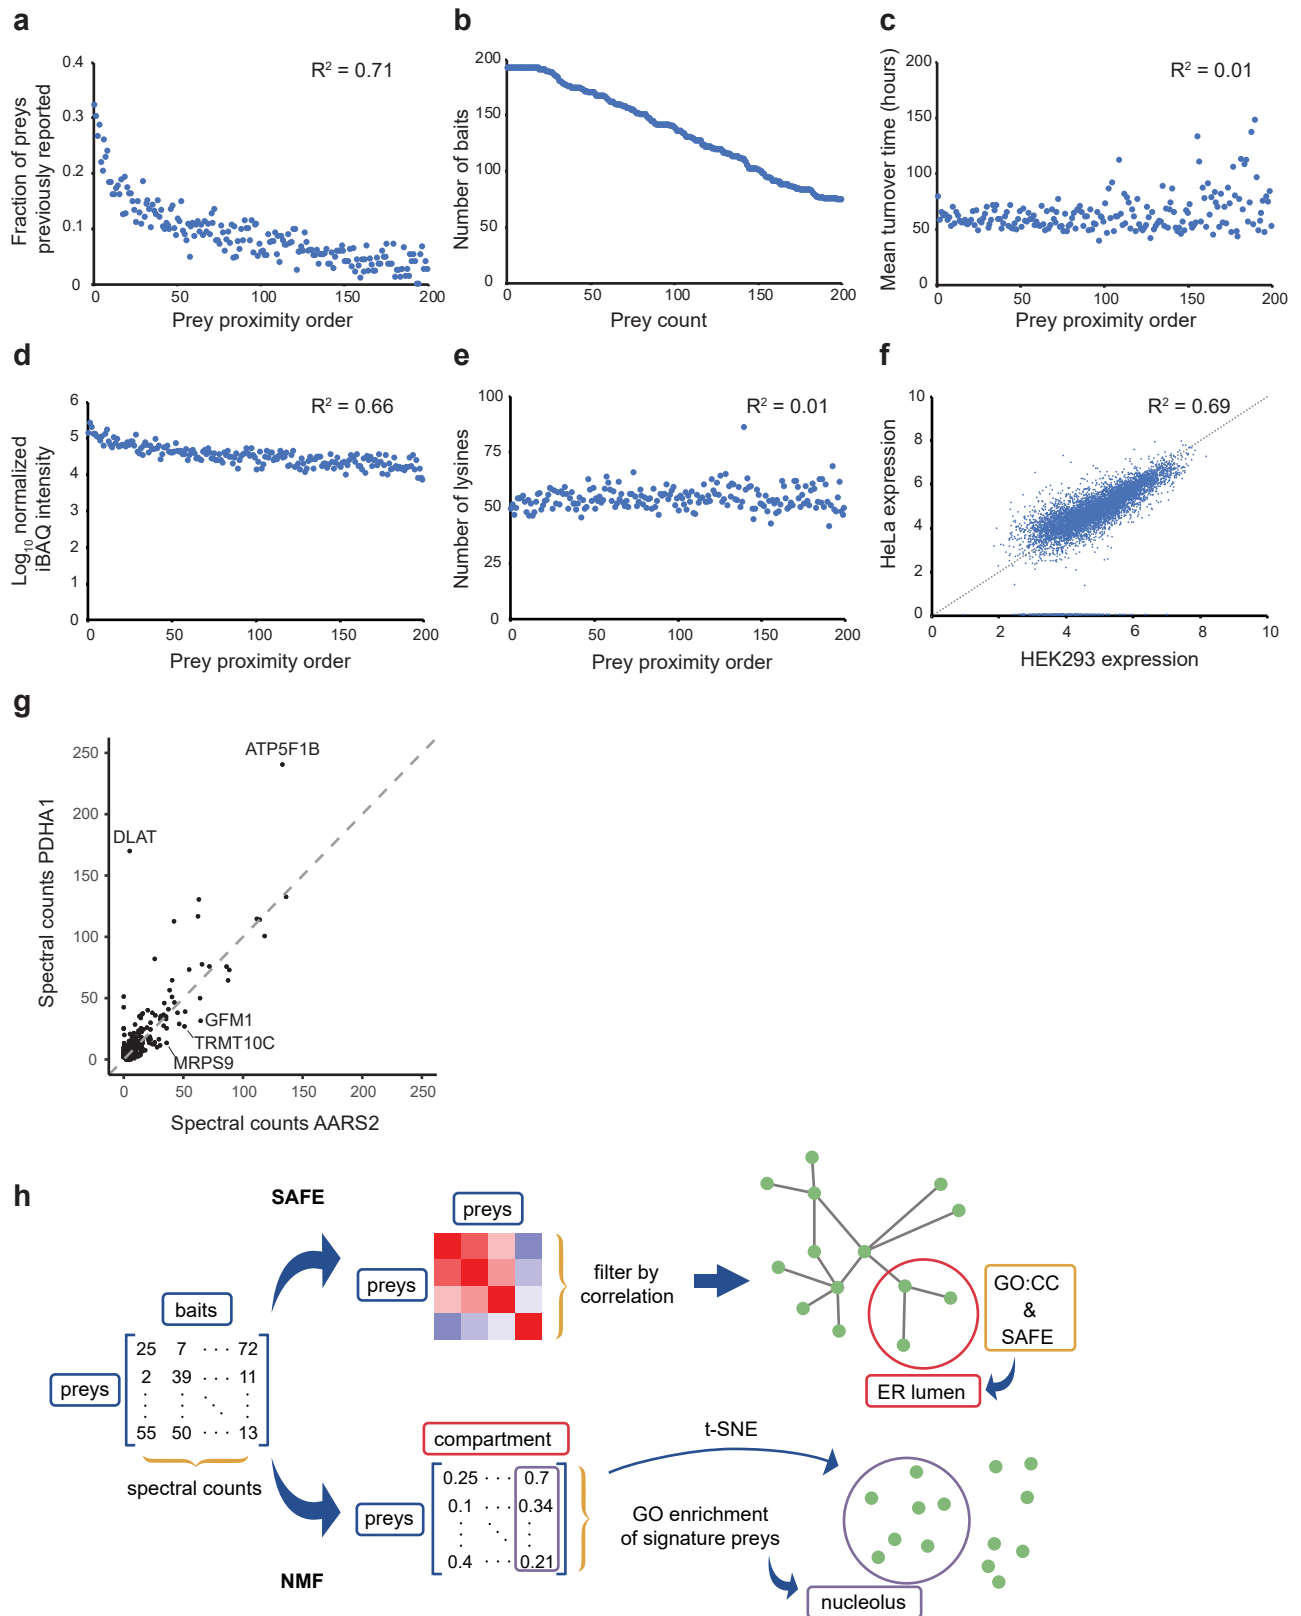 a
0.4
0.3
0.2
0.1
0
R² = 0.71
Fraction of preys
previously reported
0 50 100 150 200
Prey proximity order
b
200
150
100
50
0
Number of baits
0 50 100 150 200
Prey count
c
200
150
100
50
0
R² = 0.01
Mean turnover time (hours)
0 50 100 150 200
Prey proximity order
d
6
5
4
3
2
1
0
R² = 0.66
Log₁₀ normalized
iBAQ intensity
0 50 100 150 200
Prey proximity order
e
100
75
50
25
0
R² = 0.01
Number of lysines
0 50 100 150 200
Prey proximity order
f
10
8
6
4
2
0
R² = 0.69
HeLa expression
0 2 4 6 8 10
HEK293 expression
g
250
200
150
100
50
0
Spectral counts PDHA1
ATP5F1B
DLAT
GFM1
TRMT10C
MRPS9
0 50 100 150 200 250
Spectral counts AARS2
h
SAFE
preys
preys
filter by
correlation
GO:CC
&
SAFE
ER lumen
baits
preys
25 7 · · · 72
2 39 · · · 11
55 50 · · · 13
spectral counts
NMF
compartment
preys
0.25 · · · 0.7
0.1 · · · 0.34
0.4 · · · 0.21
t-SNE
GO enrichment
of signature preys
nucleolus